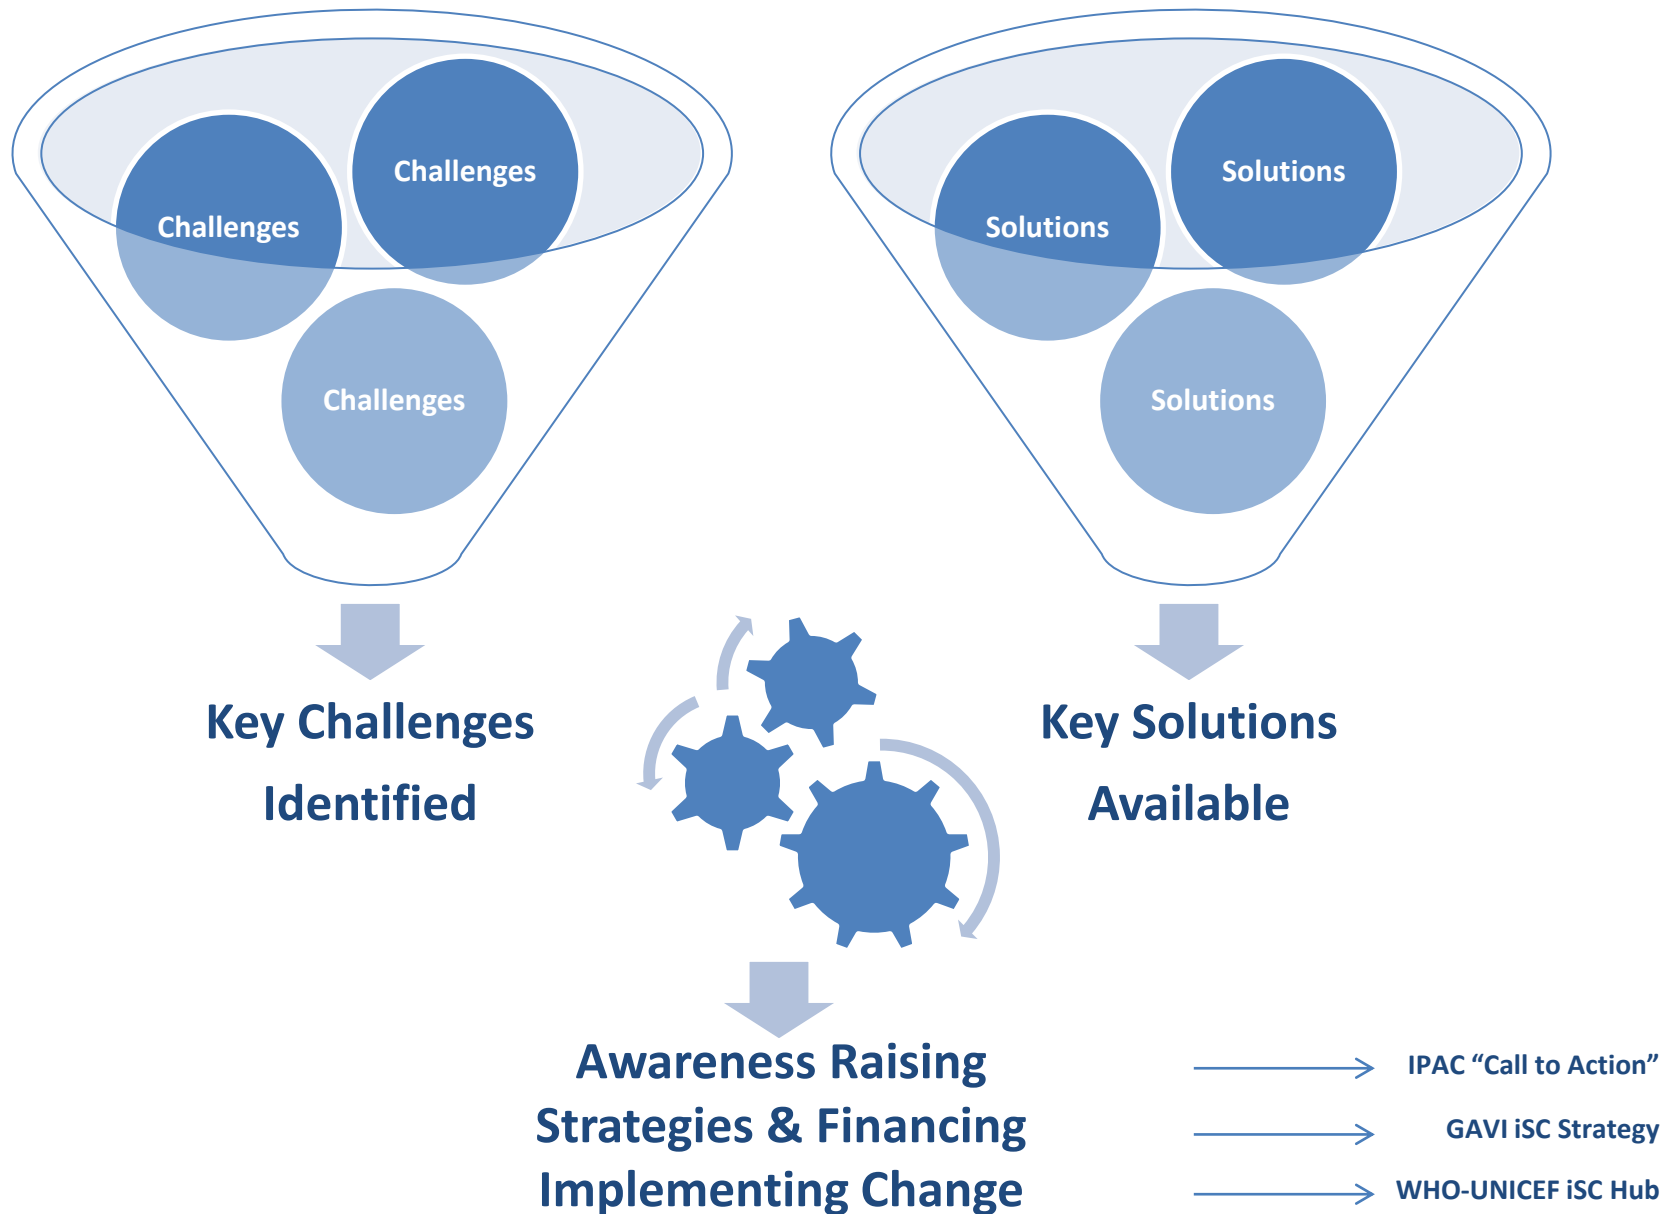 Challenges
Challenges
Challenges
Solutions
Solutions
Solutions
Key Challenges
Identified
Key Solutions
Available
Awareness Raising
Strategies & Financing
Implementing Change
IPAC “Call to Action”
GAVI iSC Strategy
WHO-UNICEF iSC Hub